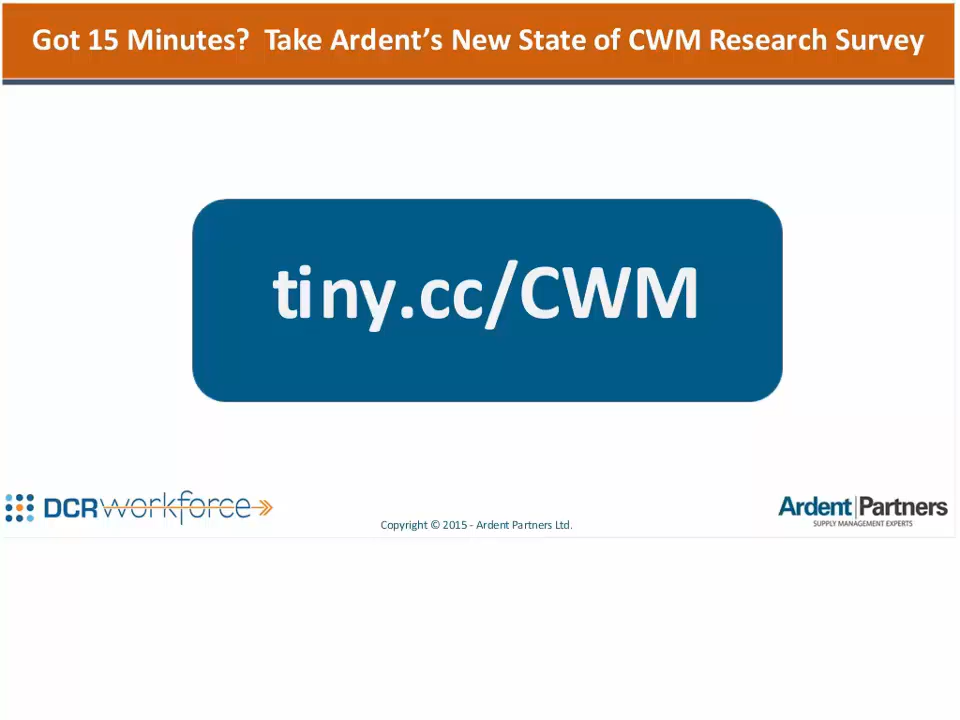 Got 15 Minutes? Take Ardent’s New State of CWM Research Survey
tiny.cc/CWM
DCRworkforce
Copyright © 2015 - Ardent Partners Ltd.
Ardent|Partners
SUPPLY MANAGEMENT EXPERTS